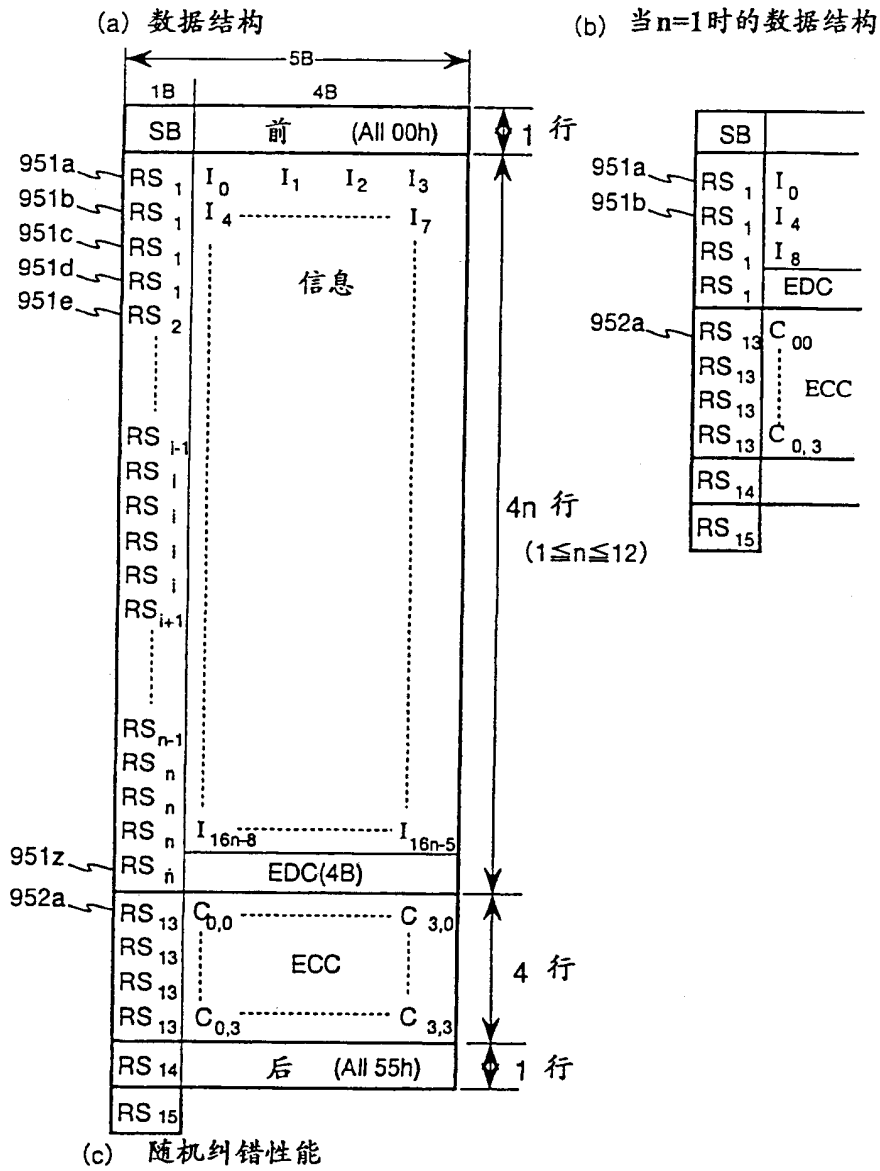 (a) 数据结构
(b) 当n=1时的数据结构
5B
1B 4B
SB 前 (All 00h) 1 行
951a RS 1 I 0 I 1 I 2 I 3
951b RS 1 I 4 I 7
951c RS 1
951d RS 1 信息
951e RS 2
RS i-1
RS i
RS i
RS i
RS i
RS i+1
4n 行
(1≦n≦12)
RS n-1
RS n
RS n
RS n I 16n-8 I 16n-5
951z RS n EDC(4B)
952a RS 13 C 0,0 C 3,0
RS 13
RS 13 ECC 4 行
RS 13 C 0,3 C 3,3
RS 14 后 (All 55h) 1 行
RS 15
SB
951a RS 1 I 0
951b RS 1 I 4
RS 1 I 8
RS 1 EDC
952a RS 13 C 00
RS 13
RS 13 ECC
RS 13 C 0,3
RS 14
RS 15
(c) 随机纠错性能